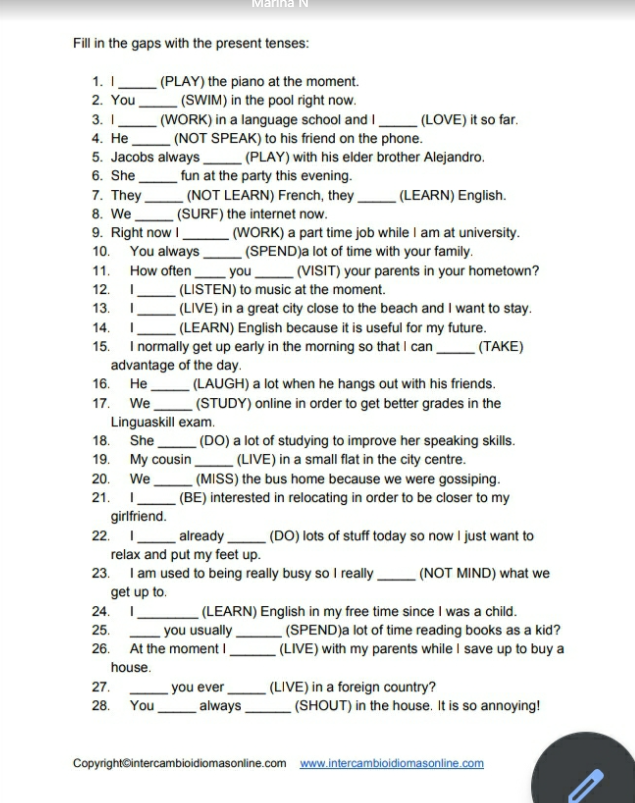 Marina N
Fill in the gaps with the present tenses:
1. I _____ (PLAY) the piano at the moment.
2. You _____ (SWIM) in the pool right now.
3. I _____ (WORK) in a language school and I _____ (LOVE) it so far.
4. He _____ (NOT SPEAK) to his friend on the phone.
5. Jacobs always _____ (PLAY) with his elder brother Alejandro.
6. She _____ fun at the party this evening.
7. They _____ (NOT LEARN) French, they _____ (LEARN) English.
8. We _____ (SURF) the internet now.
9. Right now I ______ (WORK) a part time job while I am at university.
10. You always _____ (SPEND)a lot of time with your family.
11. How often ____ you _____ (VISIT) your parents in your hometown?
12. I _____ (LISTEN) to music at the moment.
13. I _____ (LIVE) in a great city close to the beach and I want to stay.
14. I _____ (LEARN) English because it is useful for my future.
15. I normally get up early in the morning so that I can _____ (TAKE)
advantage of the day.
16. He _____ (LAUGH) a lot when he hangs out with his friends.
17. We _____ (STUDY) online in order to get better grades in the
Linguaskill exam.
18. She _____ (DO) a lot of studying to improve her speaking skills.
19. My cousin _____ (LIVE) in a small flat in the city centre.
20. We _____ (MISS) the bus home because we were gossiping.
21. I _____ (BE) interested in relocating in order to be closer to my
girlfriend.
22. I _____ already _____ (DO) lots of stuff today so now I just want to
relax and put my feet up.
23. I am used to being really busy so I really _____ (NOT MIND) what we
get up to.
24. I ________ (LEARN) English in my free time since I was a child.
25. ____ you usually ______ (SPEND)a lot of time reading books as a kid?
26. At the moment I ______ (LIVE) with my parents while I save up to buy a
house.
27. _____ you ever _____ (LIVE) in a foreign country?
28. You _____ always ______ (SHOUT) in the house. It is so annoying!
Copyright©intercambioidiomasonline.com www.intercambioidiomasonline.com